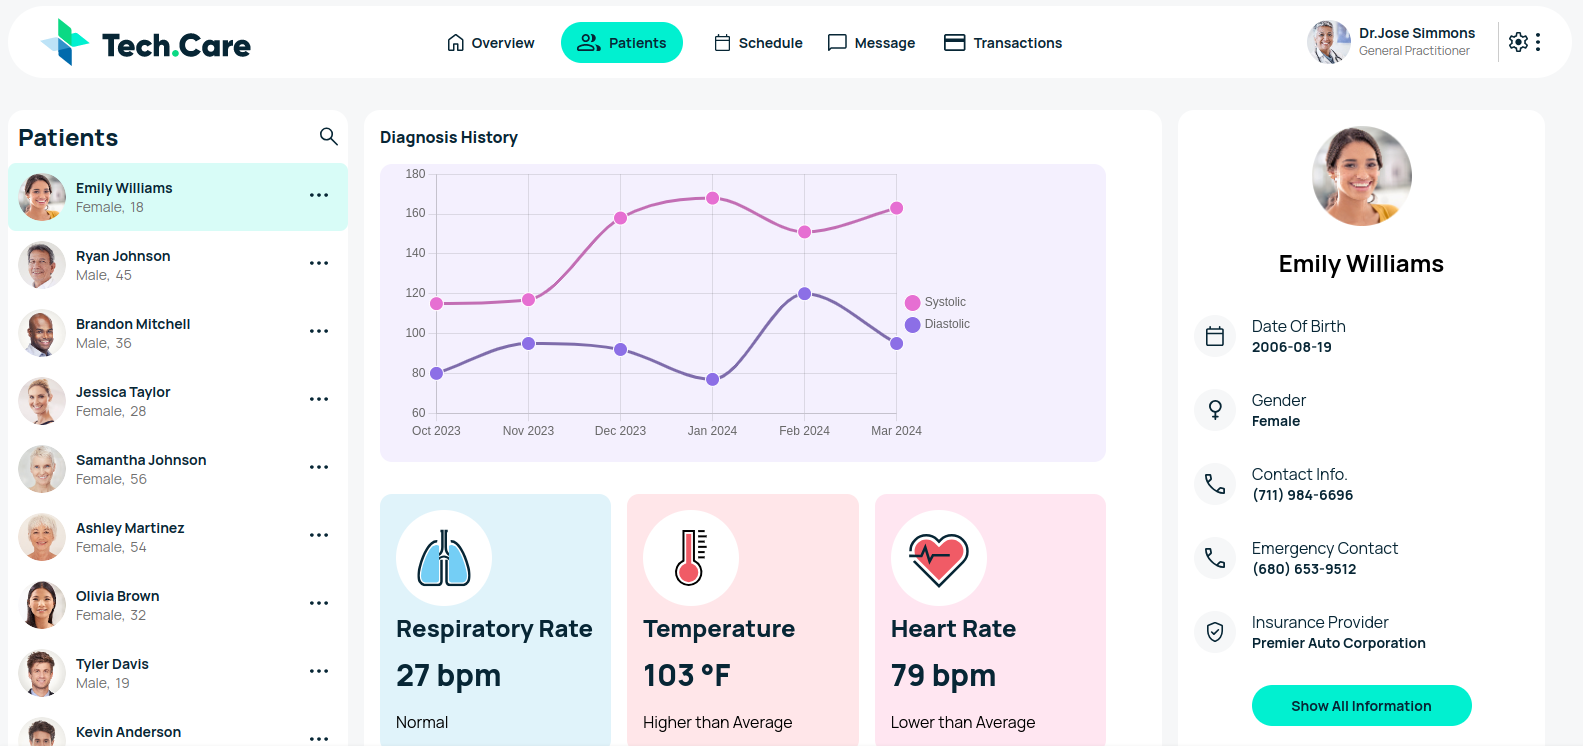 Tech.Care
Overview
Patients
Schedule
Message
Transactions
Dr.Jose Simmons
General Practitioner
Patients
Emily Williams
Female, 18
Ryan Johnson
Male, 45
Brandon Mitchell
Male, 36
Jessica Taylor
Female, 28
Samantha Johnson
Female, 56
Ashley Martinez
Female, 54
Olivia Brown
Female, 32
Tyler Davis
Male, 19
Kevin Anderson
Diagnosis History
180
160
140
120
100
80
60
Oct 2023
Nov 2023
Dec 2023
Jan 2024
Feb 2024
Mar 2024
Systolic
Diastolic
Respiratory Rate
27 bpm
Normal
Temperature
103 °F
Higher than Average
Heart Rate
79 bpm
Lower than Average
Emily Williams
Date Of Birth
2006-08-19
Gender
Female
Contact Info.
(711) 984-6696
Emergency Contact
(680) 653-9512
Insurance Provider
Premier Auto Corporation
Show All Information